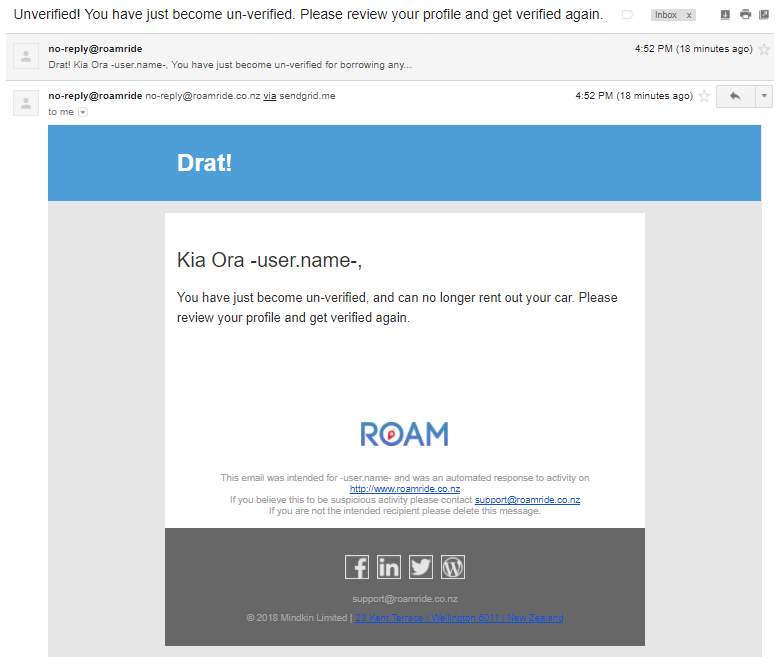 Unverified! You have just become un-verified. Please review your profile and get verified again.
Inbox x
no-reply@roamride
4:52 PM (18 minutes ago)
Drat! Kia Ora -user.name-, You have just become un-verified for borrowing any...
no-reply@roamride no-reply@roamride.co.nz via sendgrid.me
4:52 PM (18 minutes ago)
to me
Drat!
Kia Ora -user.name-,
You have just become un-verified, and can no longer rent out your car. Please
review your profile and get verified again.
ROAM
This email was intended for -user.name- and was an automated response to activity on
http://www.roamride.co.nz
If you believe this to be suspicious activity please contact support@roamride.co.nz
If you are not the intended recipient please delete this message.
support@roamride.co.nz
© 2018 Mindkin Limited | 22 Kent Terrace | Wellington 6011 | New Zealand